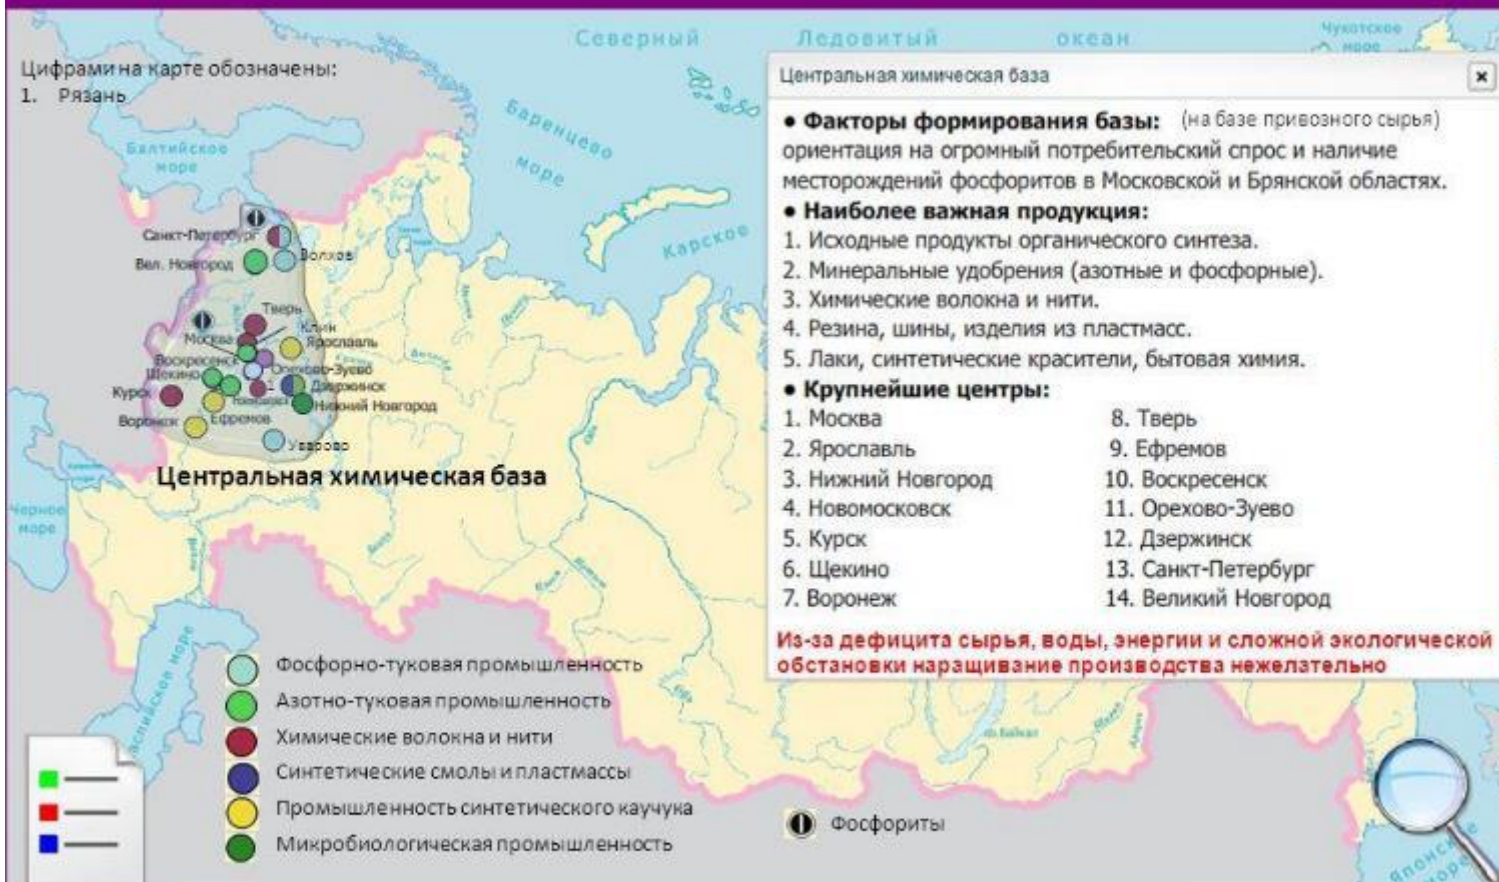 Северный Ледовитый океан
Чукотское
море
Цифрами на карте обозначены:
1. Рязань
Баренцево
море
Балтийское
море
Карское
Санкт-Петербург
Волхов
Вел. Новгород
Тверь
Клин
Москва
Ярославль
Воскресенск
Орехово-Зуево
Щекино
Дзержинск
1
Курск
Нижний Новгород
Ефремов
Воронеж
Уварово
Центральная химическая база
Черное
море
Каспийское море
оз.Байкал
Японское
море
Центральная химическая база
● Факторы формирования базы: (на базе привозного сырья)
ориентация на огромный потребительский спрос и наличие
месторождений фосфоритов в Московской и Брянской областях.
● Наиболее важная продукция:
1. Исходные продукты органического синтеза.
2. Минеральные удобрения (азотные и фосфорные).
3. Химические волокна и нити.
4. Резина, шины, изделия из пластмасс.
5. Лаки, синтетические красители, бытовая химия.
● Крупнейшие центры:
1. Москва
2. Ярославль
3. Нижний Новгород
4. Новомосковск
5. Курск
6. Щекино
7. Воронеж
8. Тверь
9. Ефремов
10. Воскресенск
11. Орехово-Зуево
12. Дзержинск
13. Санкт-Петербург
14. Великий Новгород
Из-за дефицита сырья, воды, энергии и сложной экологической
обстановки наращивание производства нежелательно
Фосфорно-туковая промышленность
Азотно-туковая промышленность
Химические волокна и нити
Синтетические смолы и пластмассы
Промышленность синтетического каучука
Микробиологическая промышленность
Фосфориты